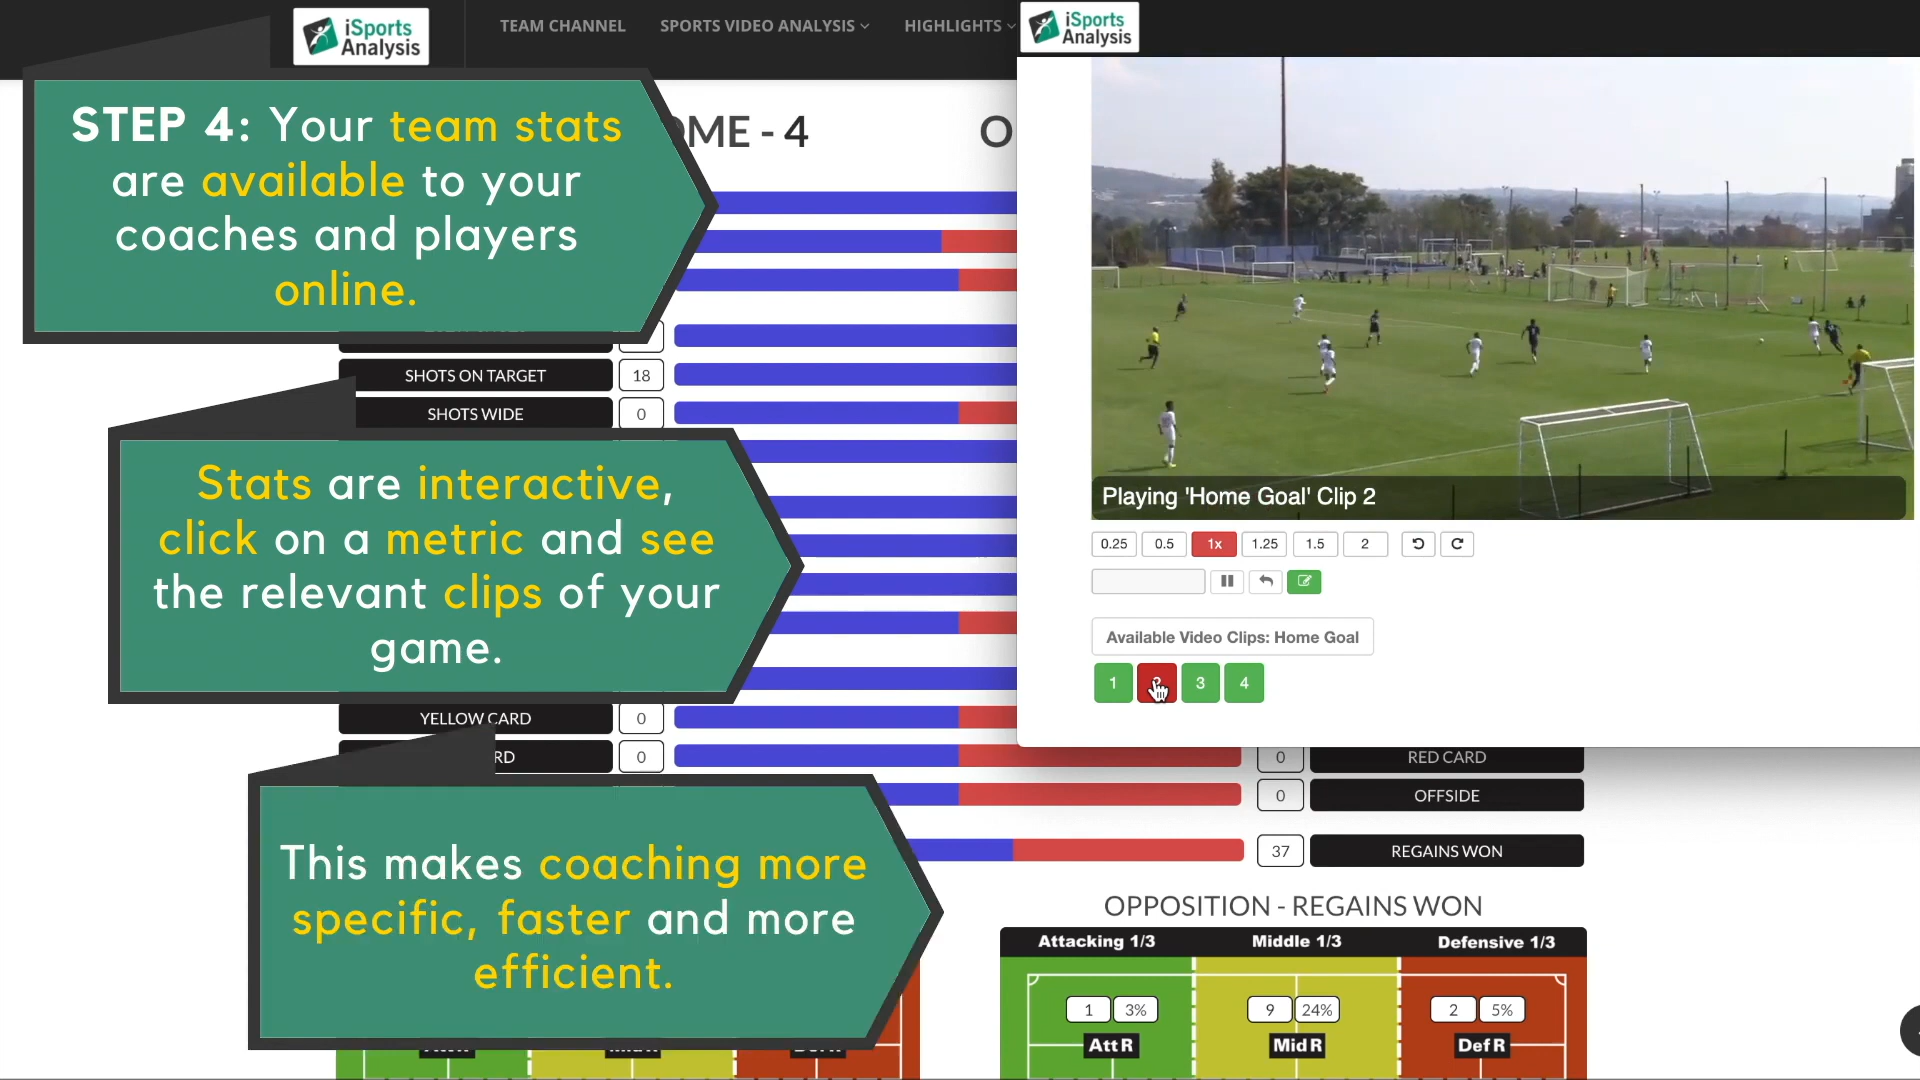 iSports
Analysis
TEAM CHANNEL
SPORTS VIDEO ANALYSIS
HIGHLIGHTS
iSports
Analysis
STEP 4: Your team stats
are available to your
coaches and players
online.
OME - 4
O
SHOTS ON TARGET
18
SHOTS WIDE
0
Stats are interactive,
click on a metric and see
the relevant clips of your
game.
Playing 'Home Goal' Clip 2
0.25
0.5
1x
1.25
1.5
2
Available Video Clips: Home Goal
1
3
4
YELLOW CARD
0
RD
0
0
RED CARD
0
OFFSIDE
37
REGAINS WON
This makes coaching more
specific, faster and more
efficient.
OPPOSITION - REGAINS WON
Attacking 1/3
Middle 1/3
Defensive 1/3
1
3%
9
24%
2
5%
Att R
Mid R
Def R